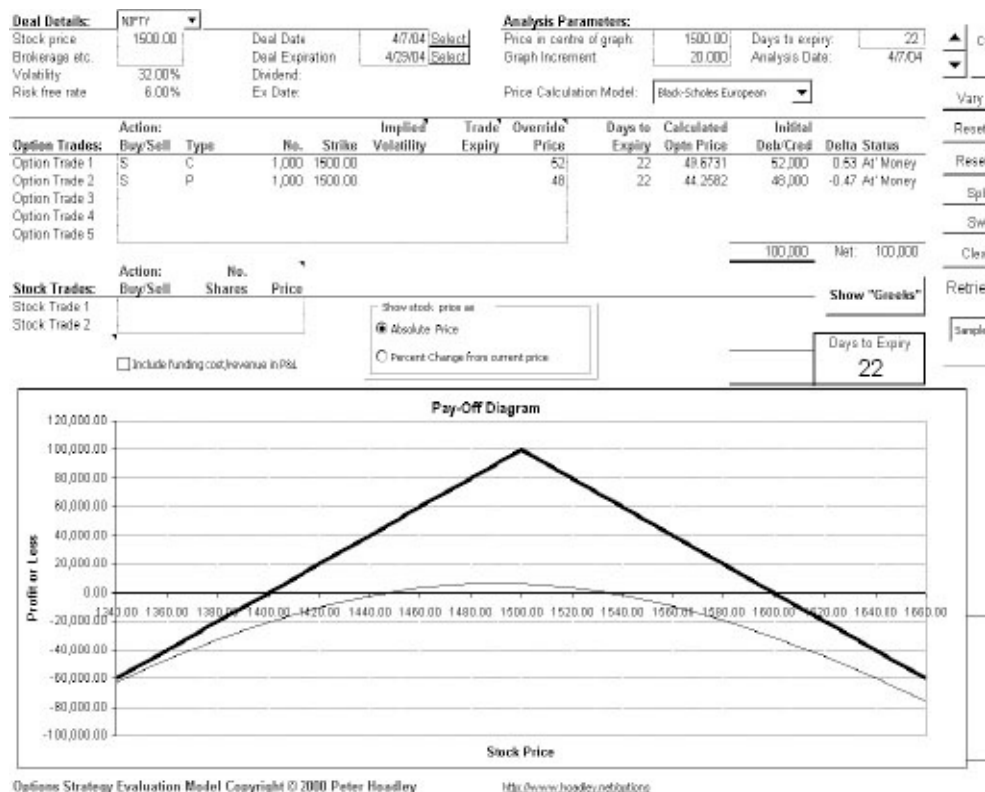 Deal Details: NIFTY
Stock price 1500.00 Deal Date 4/7/04 Select
Brokerage etc. Deal Expiration 4/29/04 Select
Volatility 32.00% Dividend:
Risk free rate 6.00% Ex Date:
Analysis Parameters:
Price in centre of graph: 1500.00 Days to expiry: 22
Graph Increment 20.000 Analysis Date: 4/7/04
Price Calculation Model: Black-Scholes European
Vary
Action: Implied Trade Override Days to Calculated Initital
Option Trades: Buy/Sell Type No. Strike Volatility Expiry Price Expiry Optn Price Deb/Cred Delta Status
Option Trade 1 S C 1,000 1500.00 52 22 49.6731 52,000 0.53 At' Money
Option Trade 2 S P 1,000 1500.00 48 22 44.2582 48,000 -0.47 At' Money
Option Trade 3
Option Trade 4
Option Trade 5
100,000 Net: 100,000
Action: No.
Stock Trades: Buy/Sell Shares Price
Stock Trade 1
Stock Trade 2
Include funding cost/revenue in P&L
Show stock price as
Absolute Price
Percent Change from current price
Show "Greeks"
Days to Expiry
22
Pay-Off Diagram
120,000.00
100,000.00
80,000.00
60,000.00
40,000.00
20,000.00
0.00
-20,000.00
-40,000.00
-60,000.00
-80,000.00
-100,000.00
Profit or Less
1340.00 1360.00 1380.00 1400.00 1420.00 1440.00 1460.00 1480.00 1500.00 1520.00 1540.00 1560.00 1580.00 1600.00 1620.00 1640.00 1660.00
Stock Price
Options Strategy Evaluation Model Copyright © 2000 Peter Hoadley
http://www.hoadley.net/options